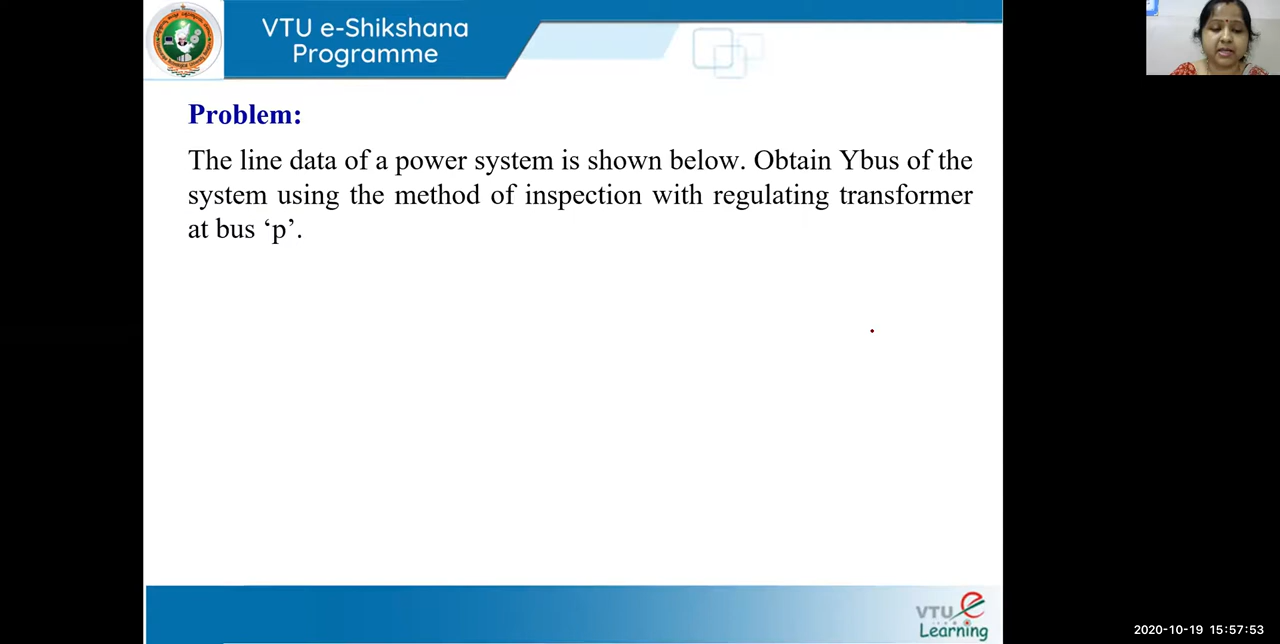 VTU e-Shikshana
Programme
Problem:
The line data of a power system is shown below. Obtain Ybus of the
system using the method of inspection with regulating transformer
at bus ‘p’.
VTU e
Learning
2020-10-19 15:57:53